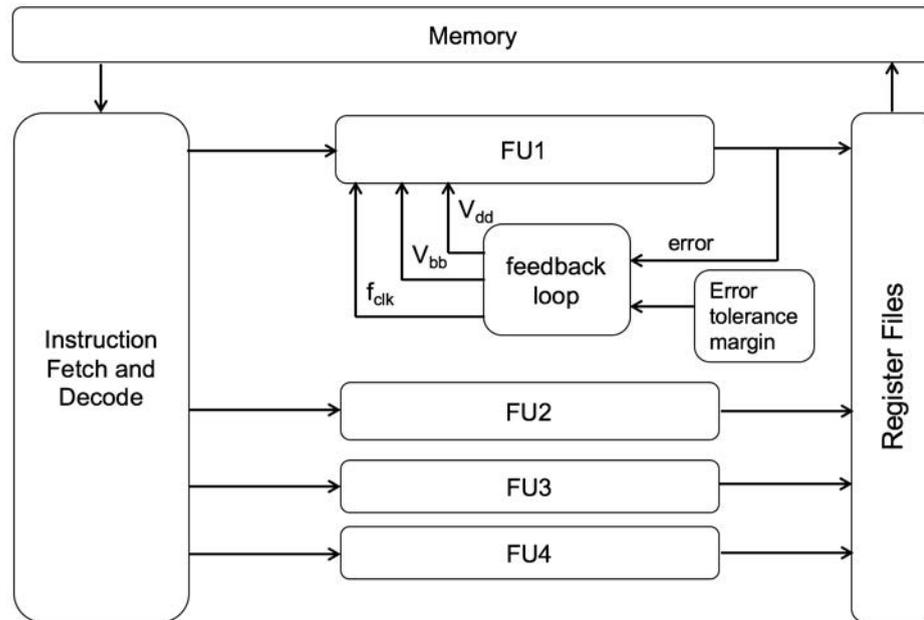 Memory
FU1
V_dd
V_bb
f_clk
feedback
loop
error
Error
tolerance
margin
Instruction
Fetch and
Decode
Register Files
FU2
FU3
FU4